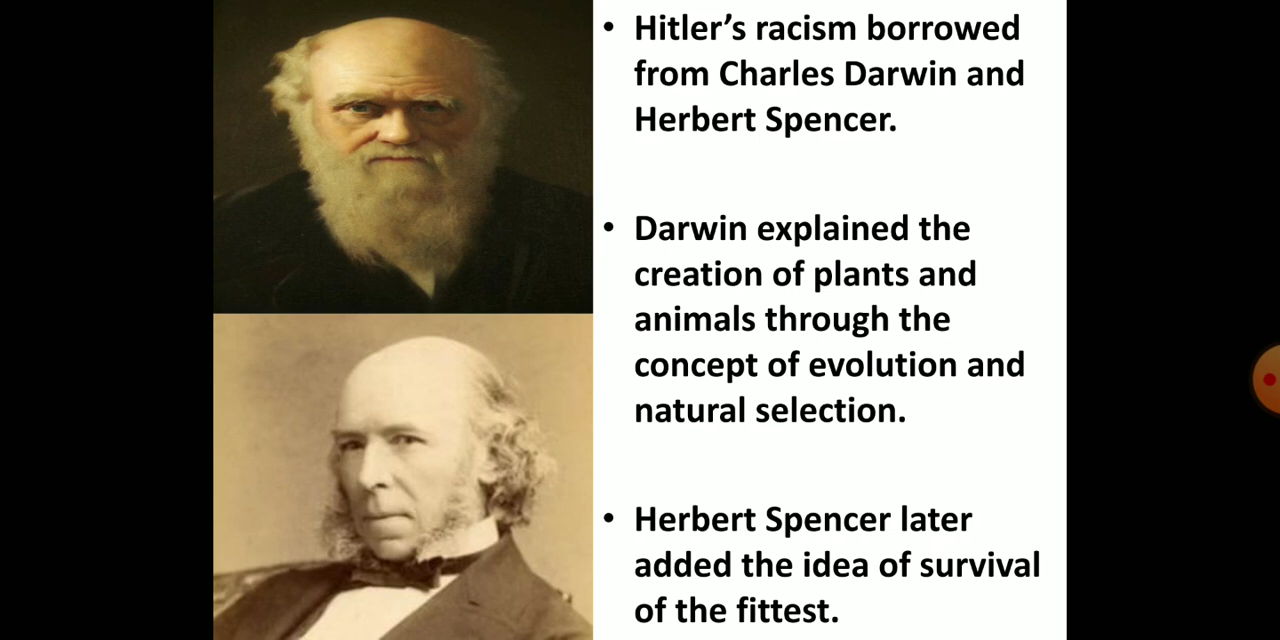 • Hitler’s racism borrowed
from Charles Darwin and
Herbert Spencer.
• Darwin explained the
creation of plants and
animals through the
concept of evolution and
natural selection.
• Herbert Spencer later
added the idea of survival
of the fittest.